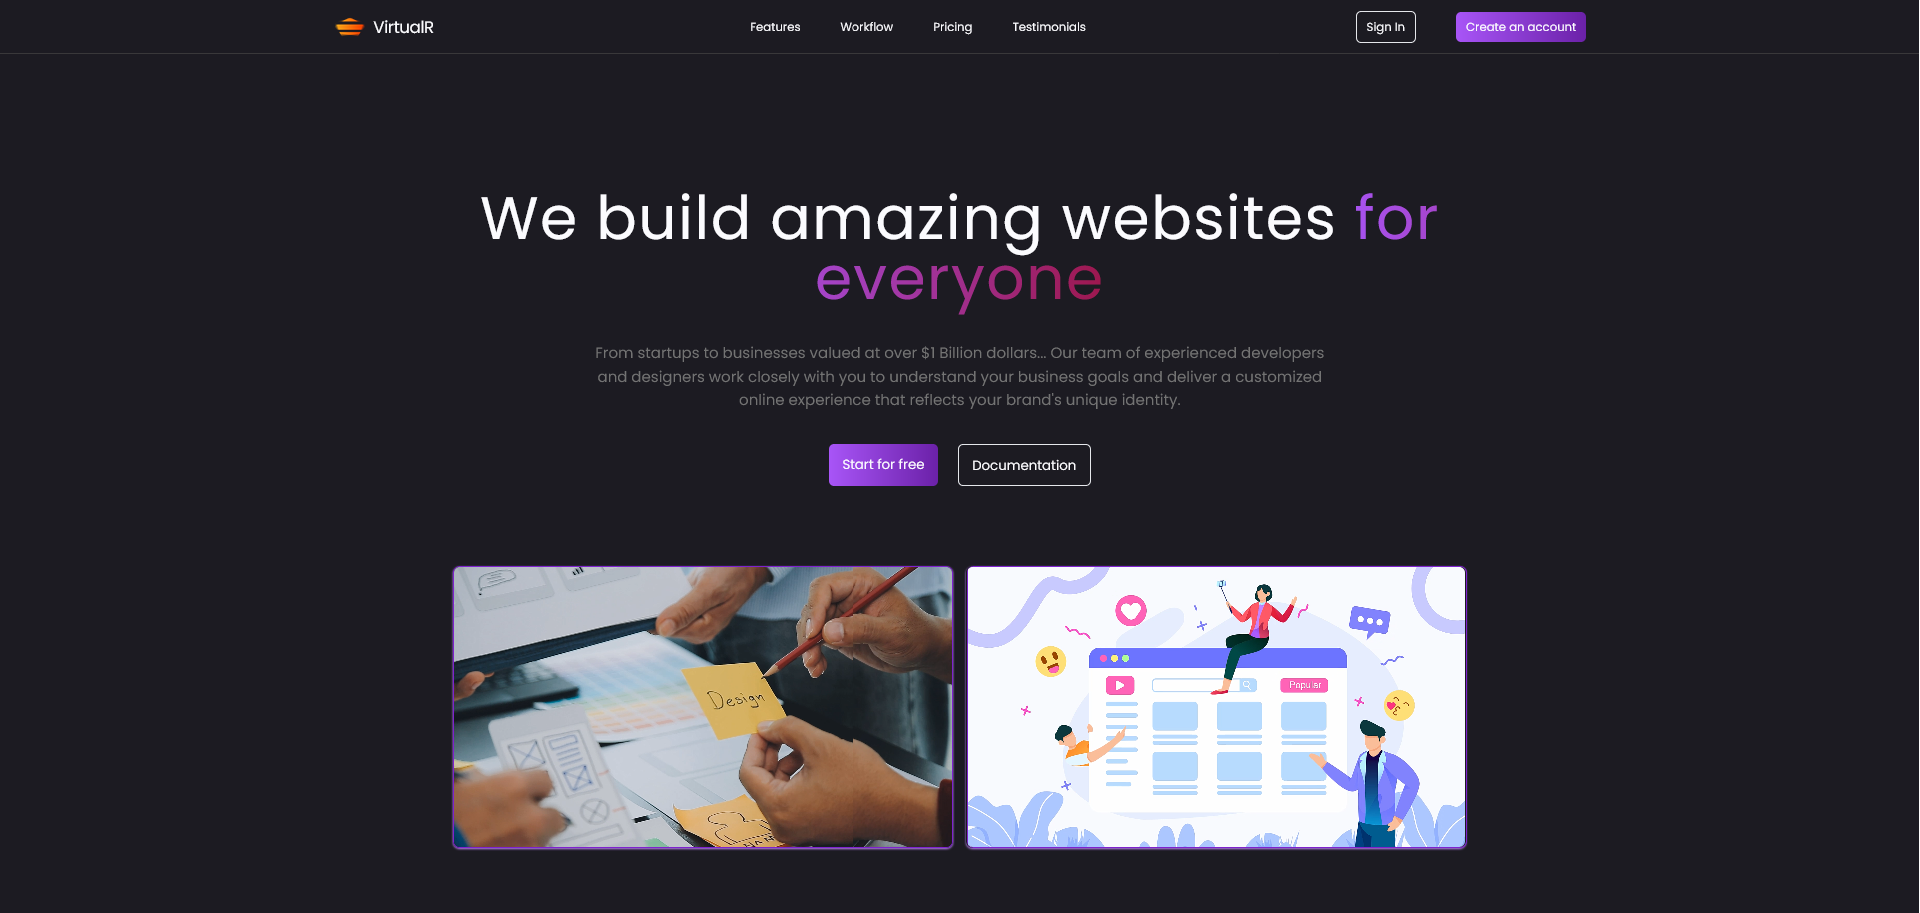 VirtualR
Features
Workflow
Pricing
Testimonials
Sign In
Create an account
We build amazing websites for
everyone
From startups to businesses valued at over $1 Billion dollars... Our team of experienced developers
and designers work closely with you to understand your business goals and deliver a customized
online experience that reflects your brand's unique identity.
Start for free
Documentation
Design
Popular